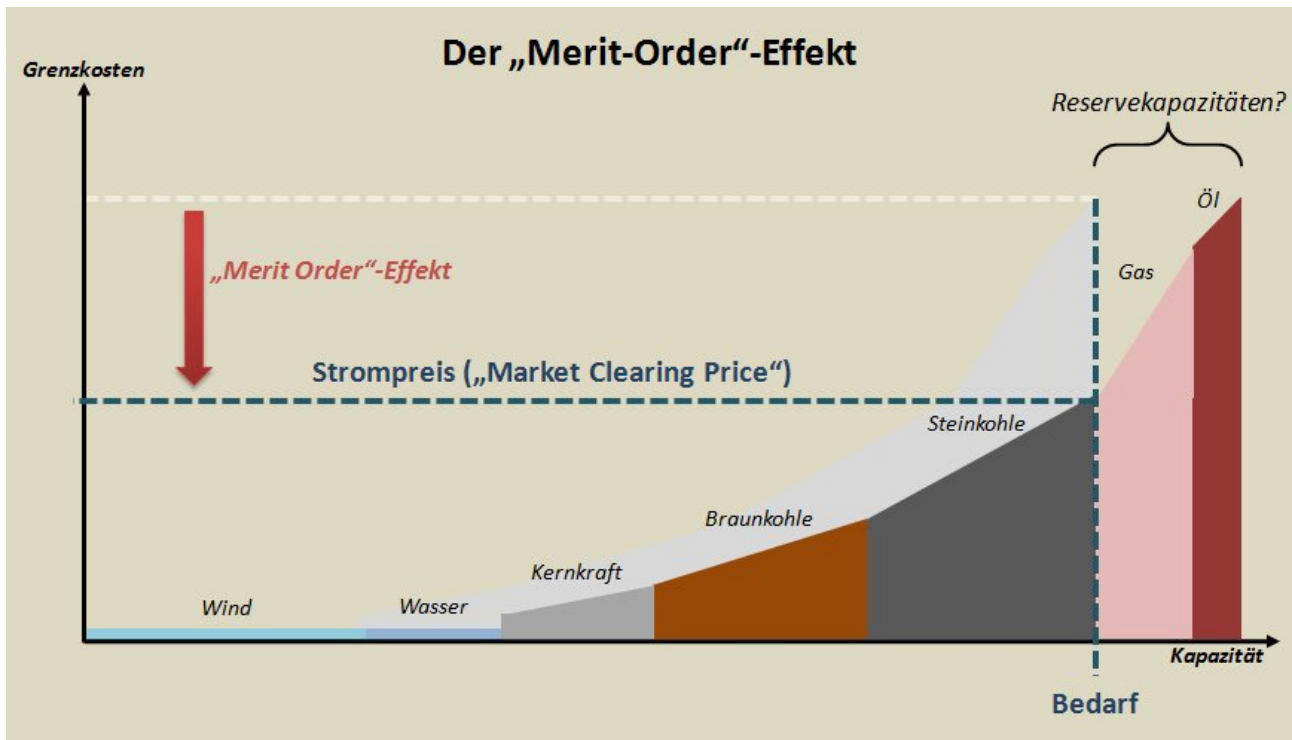 Der „Merit-Order“-Effekt
Grenzkosten
Reservekapazitäten?
Öl
Gas
„Merit Order“-Effekt
Strompreis („Market Clearing Price“)
Steinkohle
Braunkohle
Kernkraft
Wind
Wasser
Kapazität
Bedarf